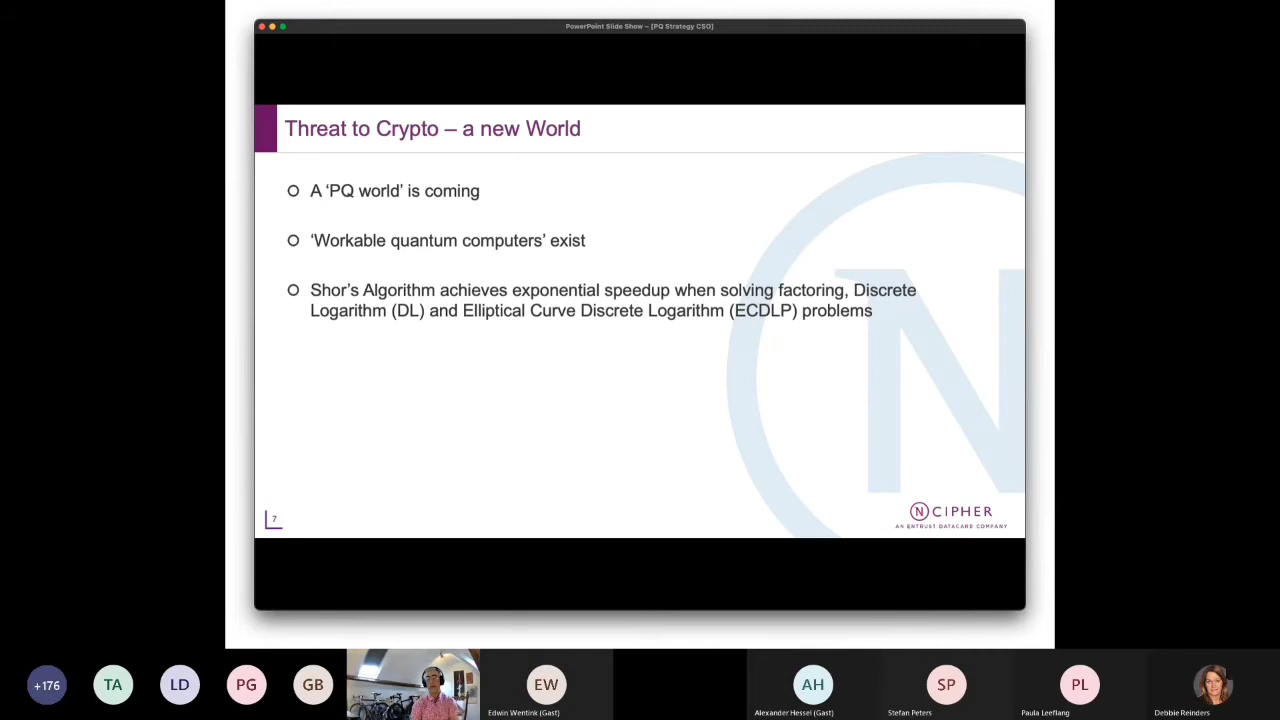 PowerPoint Slide Show – [PQ Strategy CSO]
Threat to Crypto – a new World
A ‘PQ world’ is coming
‘Workable quantum computers’ exist
Shor’s Algorithm achieves exponential speedup when solving factoring, Discrete
Logarithm (DL) and Elliptical Curve Discrete Logarithm (ECDLP) problems
N
7
N CIPHER
AN ENTRUST DATACARD COMPANY
+176
TA
LD
PG
GB
EW
Edwin Wentink (Gast)
AH
Alexander Hessel (Gast)
SP
Stefan Peters
PL
Paula Leeflang
Debbie Reinders